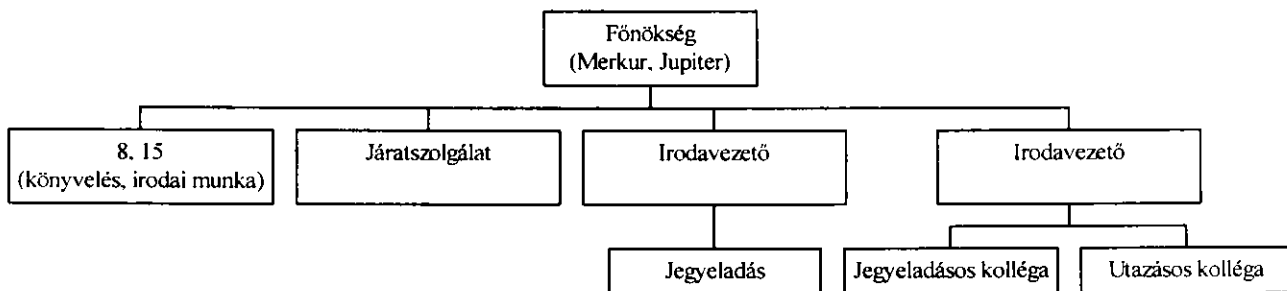 Főnökség
(Merkur, Jupiter)
8, 15
(könyvelés, irodai munka)
Járatszolgálat
Irodavezető
Irodavezető
Jegyeladás
Jegyeladásos kolléga
Utazásos kolléga